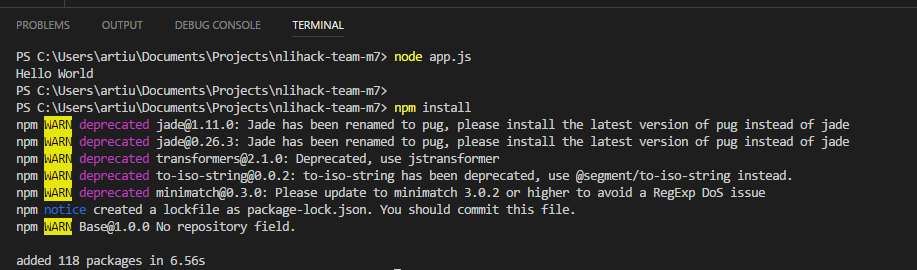 PROBLEMS OUTPUT DEBUG CONSOLE TERMINAL
PS C:\Users\artiu\Documents\Projects\nlihack-team-m7> node app.js
Hello World
PS C:\Users\artiu\Documents\Projects\nlihack-team-m7>
PS C:\Users\artiu\Documents\Projects\nlihack-team-m7> npm install
npm WARN deprecated jade@1.11.0: Jade has been renamed to pug, please install the latest version of pug instead of jade
npm WARN deprecated jade@0.26.3: Jade has been renamed to pug, please install the latest version of pug instead of jade
npm WARN deprecated transformers@2.1.0: Deprecated, use jstransformer
npm WARN deprecated to-iso-string@0.0.2: to-iso-string has been deprecated, use @segment/to-iso-string instead.
npm WARN deprecated minimatch@0.3.0: Please update to minimatch 3.0.2 or higher to avoid a RegExp DoS issue
npm notice created a lockfile as package-lock.json. You should commit this file.
npm WARN Base@1.0.0 No repository field.
added 118 packages in 6.56s